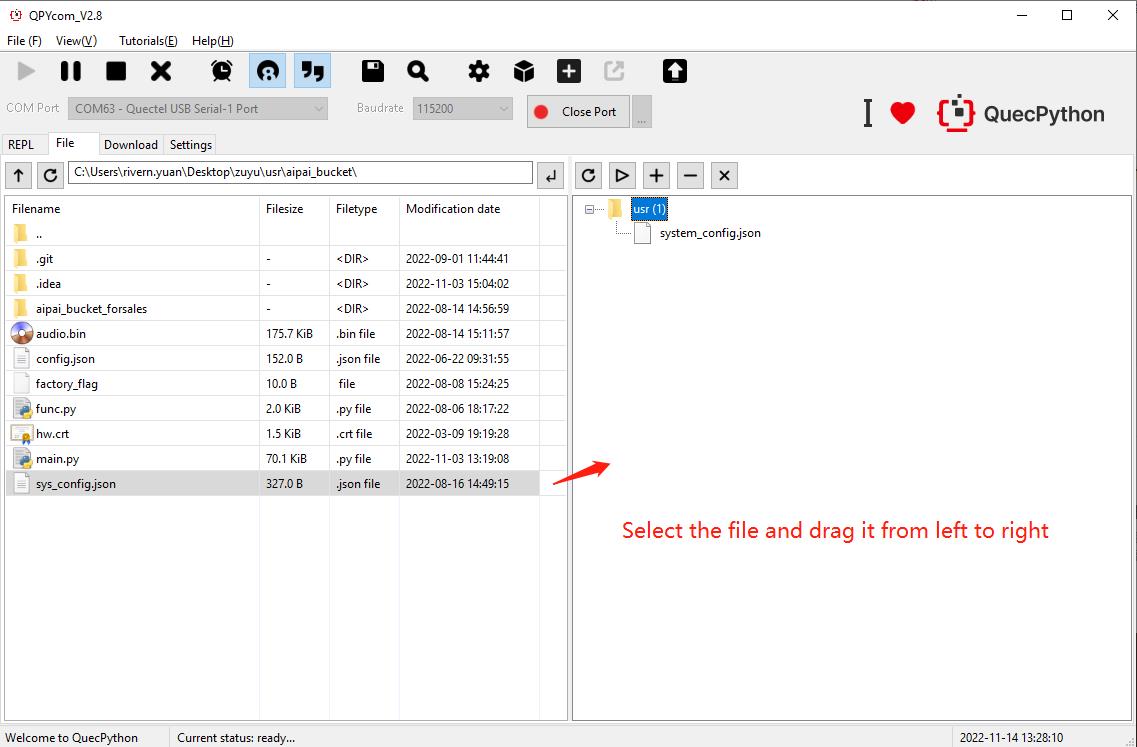 QPYcom_V2.8
File (F) View(V) Tutorials(E) Help(H)
COM Port COM63 - Quectel USB Serial-1 Port Baudrate 115200 Close Port ... I QuecPython
REPL File Download Settings
C:\Users\rivern.yuan\Desktop\zuyu\usr\aipai_bucket\
Filename Filesize Filetype Modification date
..
.git - <DIR> 2022-09-01 11:44:41
.idea - <DIR> 2022-11-03 15:04:02
aipai_bucket_forsales - <DIR> 2022-08-14 14:56:59
audio.bin 175.7 KiB .bin file 2022-08-14 15:11:57
config.json 152.0 B .json file 2022-06-22 09:31:55
factory_flag 10.0 B file 2022-08-08 15:24:25
func.py 2.0 KiB .py file 2022-08-06 18:17:22
hw.crt 1.5 KiB .crt file 2022-03-09 19:19:28
main.py 70.1 KiB .py file 2022-11-03 13:19:08
sys_config.json 327.0 B .json file 2022-08-16 14:49:15
usr (1)
system_config.json
Select the file and drag it from left to right
Welcome to QuecPython Current status: ready... 2022-11-14 13:28:10